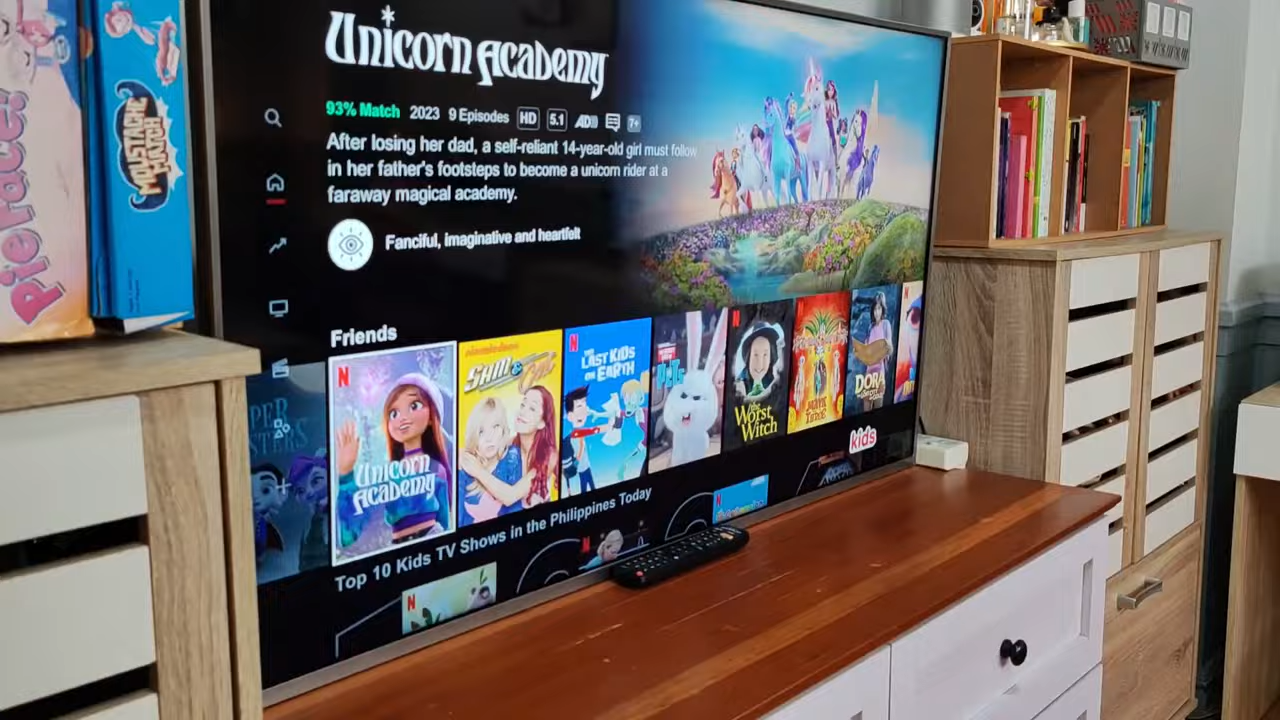 Pie Face!
MUSTACHE
MATCH
Unicorn Academy
93% Match 2023 9 Episodes HD 5.1 AD 7+
After losing her dad, a self-reliant 14-year-old girl must follow
in her father's footsteps to become a unicorn rider at a
faraway magical academy.
Fanciful, imaginative and heartfelt
Friends
N
Unicorn
Academy
nickelodeon
SAM &
Cat
N
THE
LAST KIDS
ON EARTH
N
the
Worst
Witch
DORA
kids
Top 10 Kids TV Shows in the Philippines Today
N
N
N